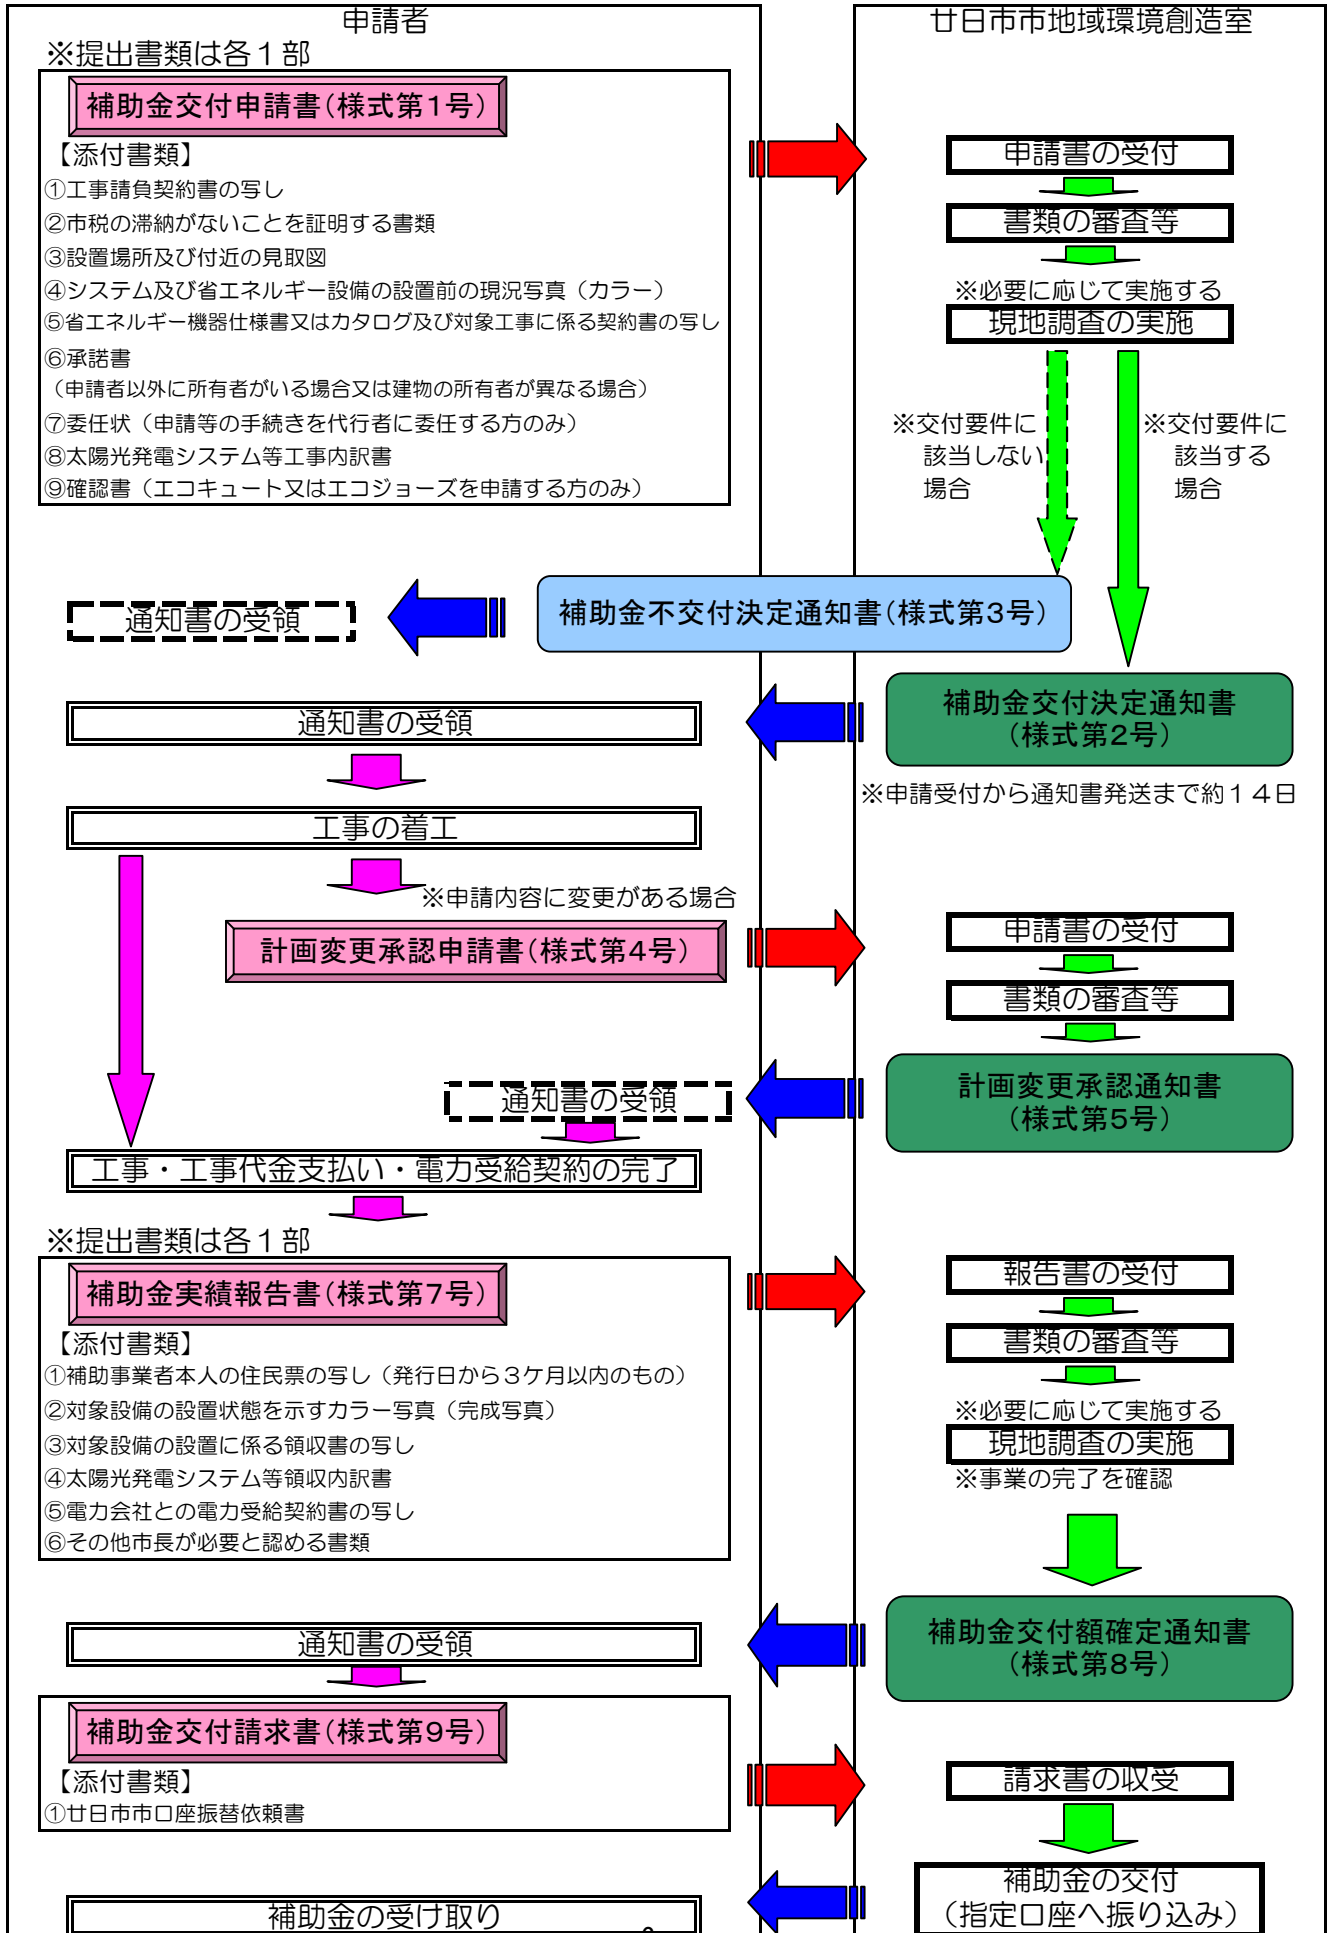 申請者
廿日市市地域環境創造室
※提出書類は各１部
補助金交付申請書（様式第１号）
【添付書類】
①工事請負契約書の写し
②市税の滞納がないことを証明する書類
③設置場所及び付近の見取図
④システム及び省エネルギー設備の設置前の現況写真（カラー）
⑤省エネルギー機器仕様書又はカタログ及び対象工事に係る契約書の写し
⑥承諾書
（申請者以外に所有者がいる場合又は建物の所有者が異なる場合）
⑦委任状（申請等の手続きを代行者に委任する方のみ）
⑧太陽光発電システム等工事内訳書
⑨確認書（エコキュート又はエコジョーズを申請する方のみ）
申請書の受付
書類の審査等
※必要に応じて実施する
現地調査の実施
※交付要件に
該当しない
場合
※交付要件に
該当する
場合
補助金不交付決定通知書（様式第３号）
通知書の受領
補助金交付決定通知書
（様式第２号）
通知書の受領
※申請受付から通知書発送まで約１４日
工事の着工
※申請内容に変更がある場合
計画変更承認申請書（様式第４号）
申請書の受付
書類の審査等
計画変更承認通知書
（様式第５号）
通知書の受領
工事・工事代金支払い・電力受給契約の完了
※提出書類は各１部
補助金実績報告書（様式第７号）
【添付書類】
①補助事業者本人の住民票の写し（発行日から３ケ月以内のもの）
②対象設備の設置状態を示すカラー写真（完成写真）
③対象設備の設置に係る領収書の写し
④太陽光発電システム等領収内訳書
⑤電力会社との電力受給契約書の写し
⑥その他市長が必要と認める書類
報告書の受付
書類の審査等
※必要に応じて実施する
現地調査の実施
※事業の完了を確認
補助金交付額確定通知書
（様式第８号）
通知書の受領
補助金交付請求書（様式第９号）
【添付書類】
①廿日市市口座振替依頼書
請求書の収受
補助金の交付
（指定口座へ振り込み）
補助金の受け取り